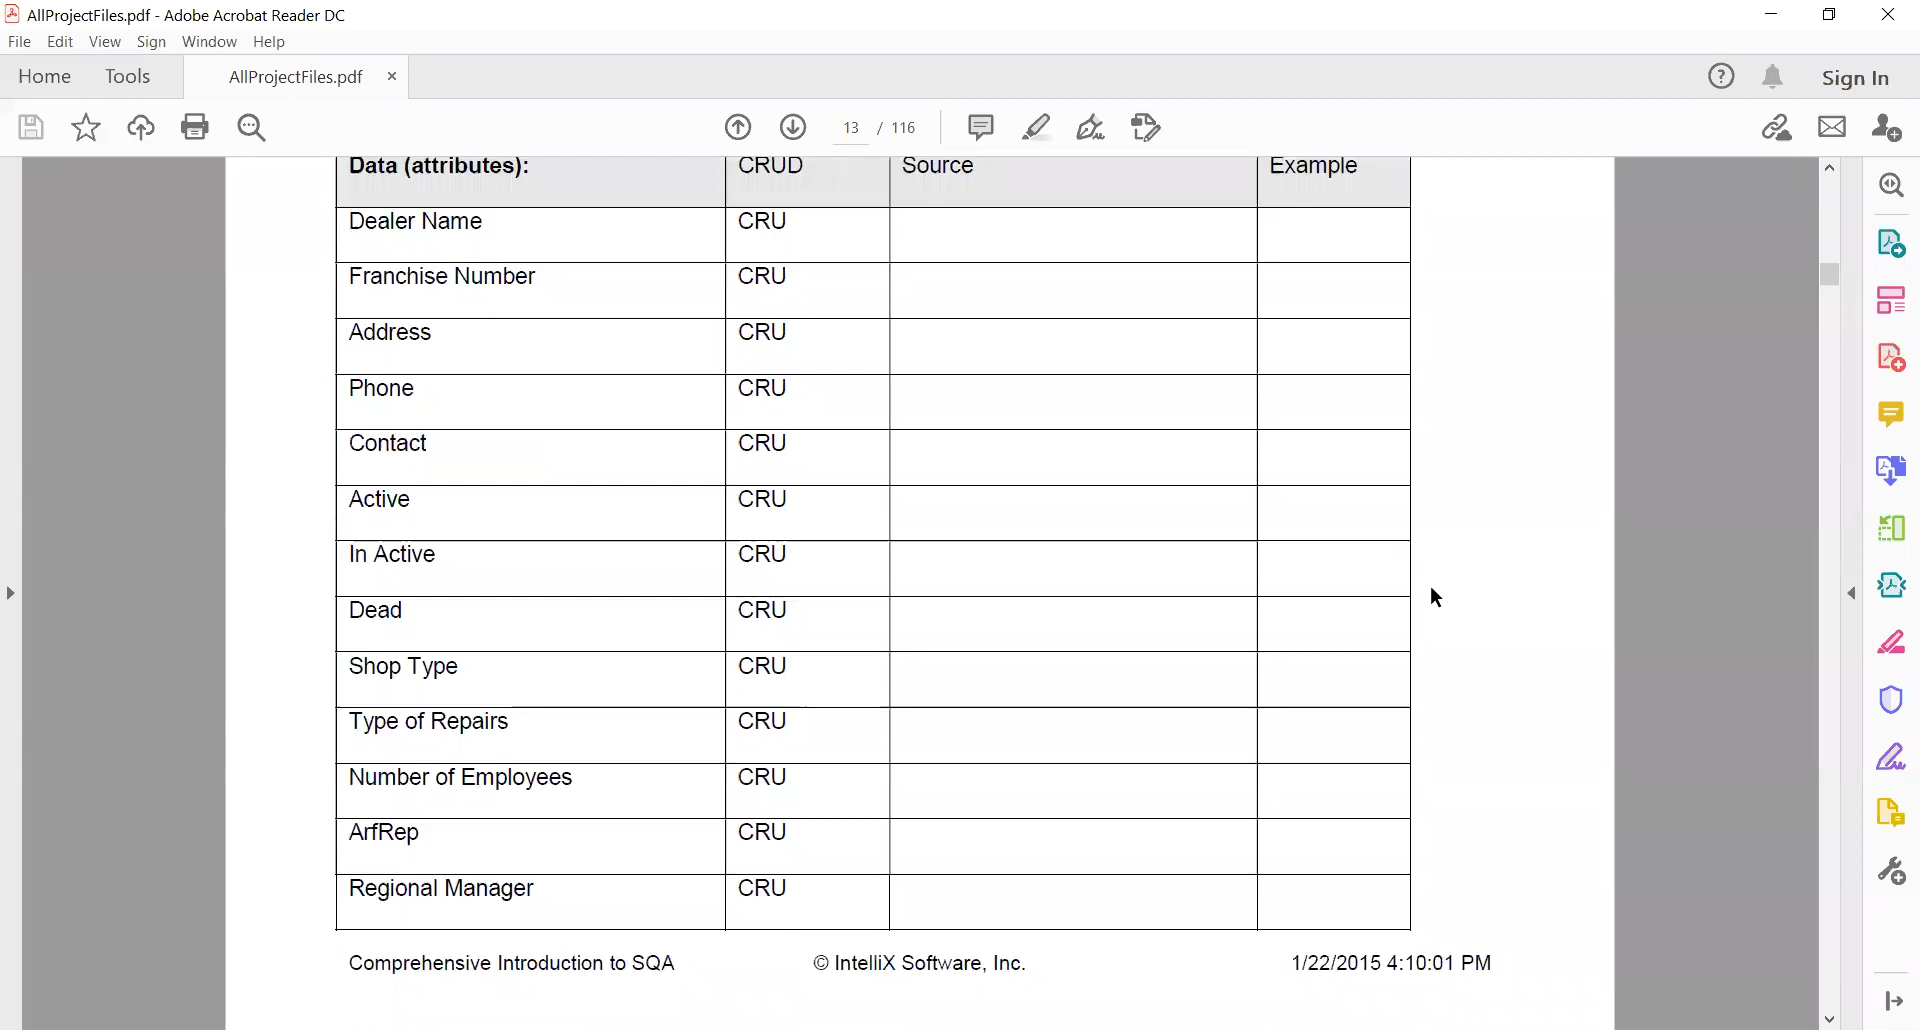 AllProjectFiles.pdf - Adobe Acrobat Reader DC
File Edit View Sign Window Help
Home Tools AllProjectFiles.pdf × Sign In
13 / 116
Data (attributes): CRUD Source Example
Dealer Name CRU
Franchise Number CRU
Address CRU
Phone CRU
Contact CRU
Active CRU
In Active CRU
Dead CRU
Shop Type CRU
Type of Repairs CRU
Number of Employees CRU
ArfRep CRU
Regional Manager CRU
Comprehensive Introduction to SQA © IntelliX Software, Inc. 1/22/2015 4:10:01 PM